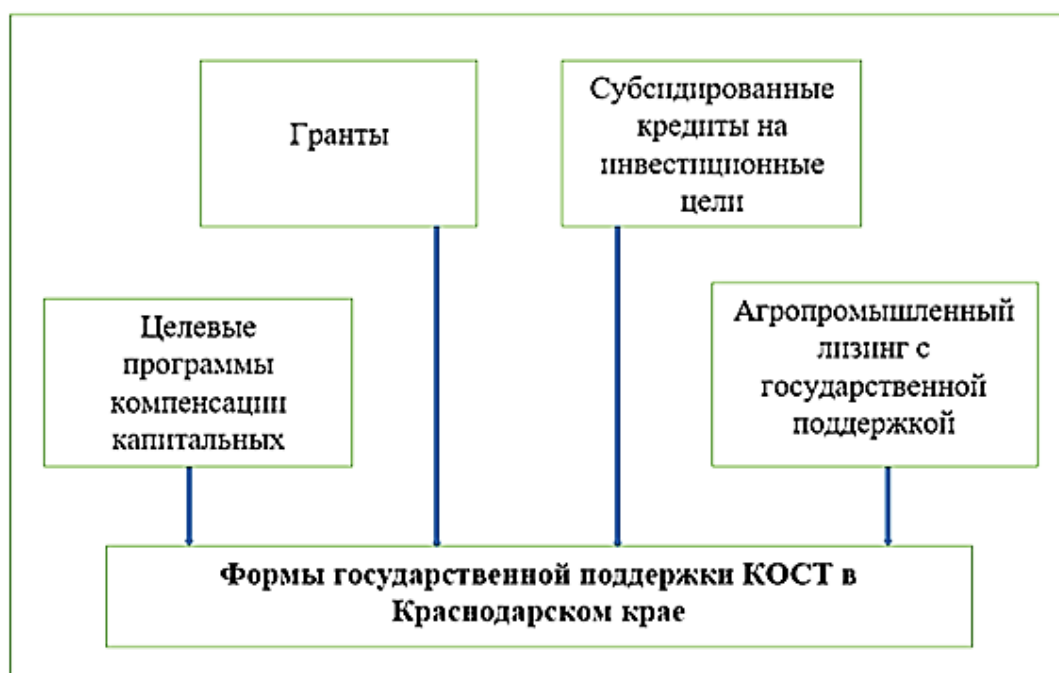 Гранты
Субсидированные
кредиты на
инвестиционные
цели
Целевые
программы
компенсации
капитальных
Агропромышленный
лизинг с
государственной
поддержкой
Формы государственной поддержки КОСТ в
Краснодарском крае